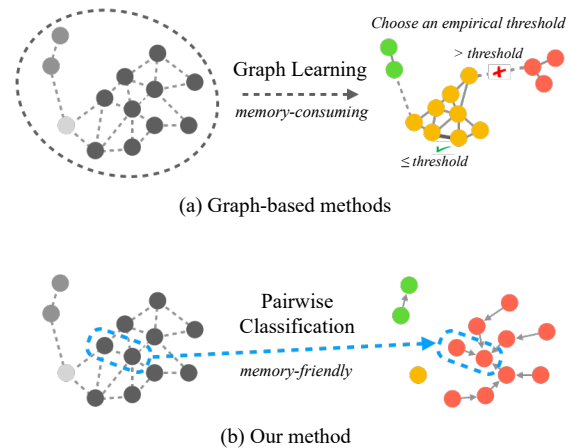 Choose an empirical threshold
> threshold
Graph Learning
memory-consuming
≤ threshold
(a) Graph-based methods
Pairwise
Classification
memory-friendly
(b) Our method